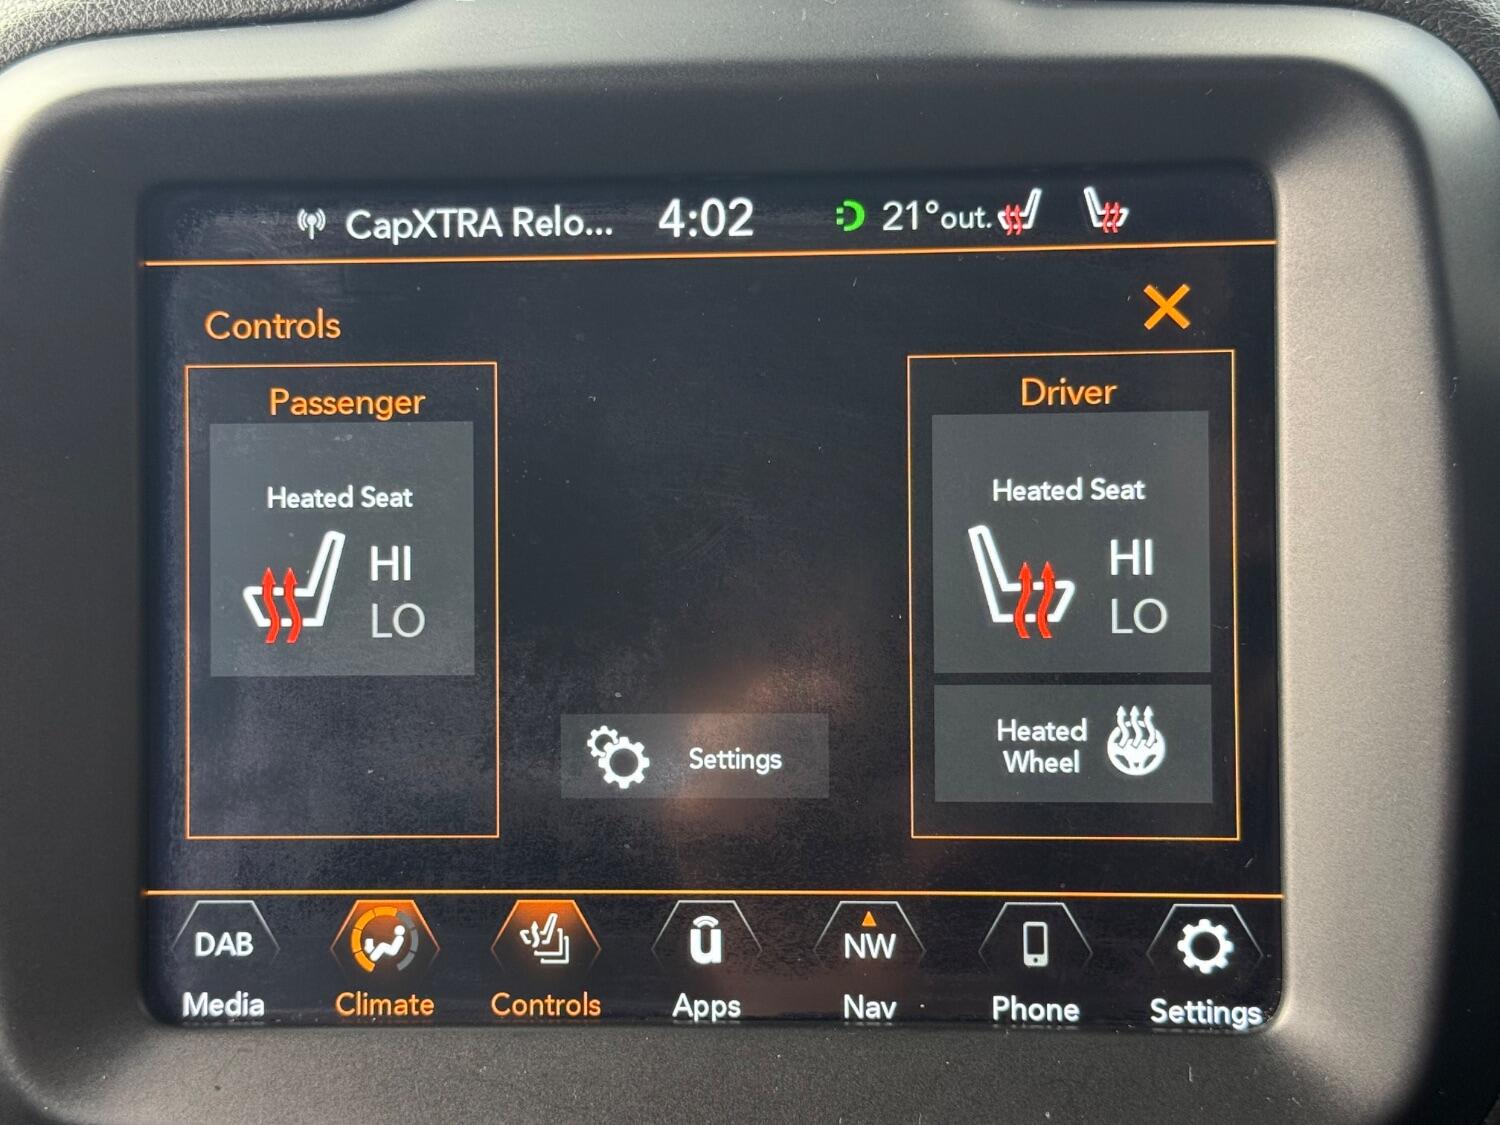 CapXTRA Relo... 4:02 21°out.
Controls
Passenger
Heated Seat
HI
LO
Driver
Heated Seat
HI
LO
Heated
Wheel
Settings
DAB
NW
Media Climate Controls Apps Nav Phone Settings